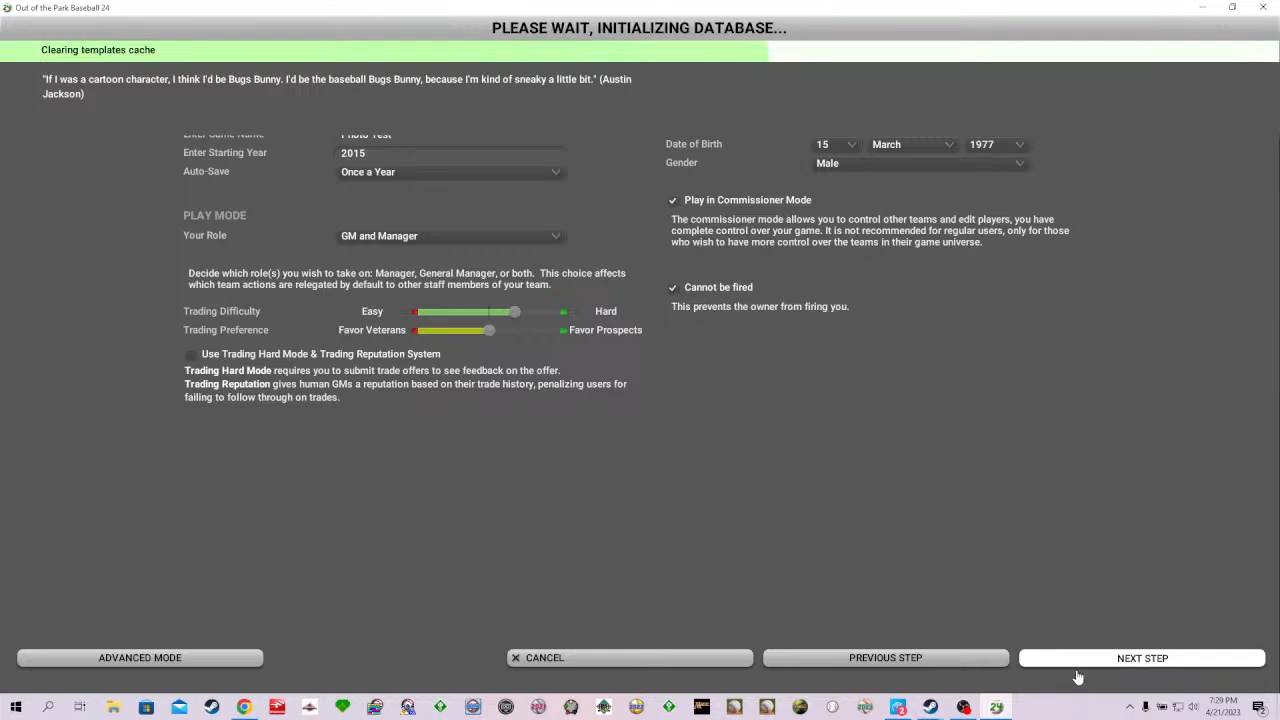 Out of the Park Baseball 24
PLEASE WAIT, INITIALIZING DATABASE...
Clearing templates cache
"If I was a cartoon character, I think I'd be Bugs Bunny. I'd be the baseball Bugs Bunny, because I'm kind of sneaky a little bit." (Austin
Jackson)
Enter Game Name Photo Test
Enter Starting Year 2015
Auto-Save Once a Year
PLAY MODE
Your Role GM and Manager
Decide which role(s) you wish to take on: Manager, General Manager, or both. This choice affects
which team actions are relegated by default to other staff members of your team.
Trading Difficulty Easy Hard
Trading Preference Favor Veterans Favor Prospects
Use Trading Hard Mode & Trading Reputation System
Trading Hard Mode requires you to submit trade offers to see feedback on the offer.
Trading Reputation gives human GMs a reputation based on their trade history, penalizing users for
failing to follow through on trades.
Date of Birth 15 March 1977
Gender Male
Play in Commissioner Mode
The commissioner mode allows you to control other teams and edit players, you have
complete control over your game. It is not recommended for regular users, only for those
who wish to have more control over the teams in their game universe.
Cannot be fired
This prevents the owner from firing you.
ADVANCED MODE CANCEL PREVIOUS STEP NEXT STEP
7:29 PM
4/21/2023